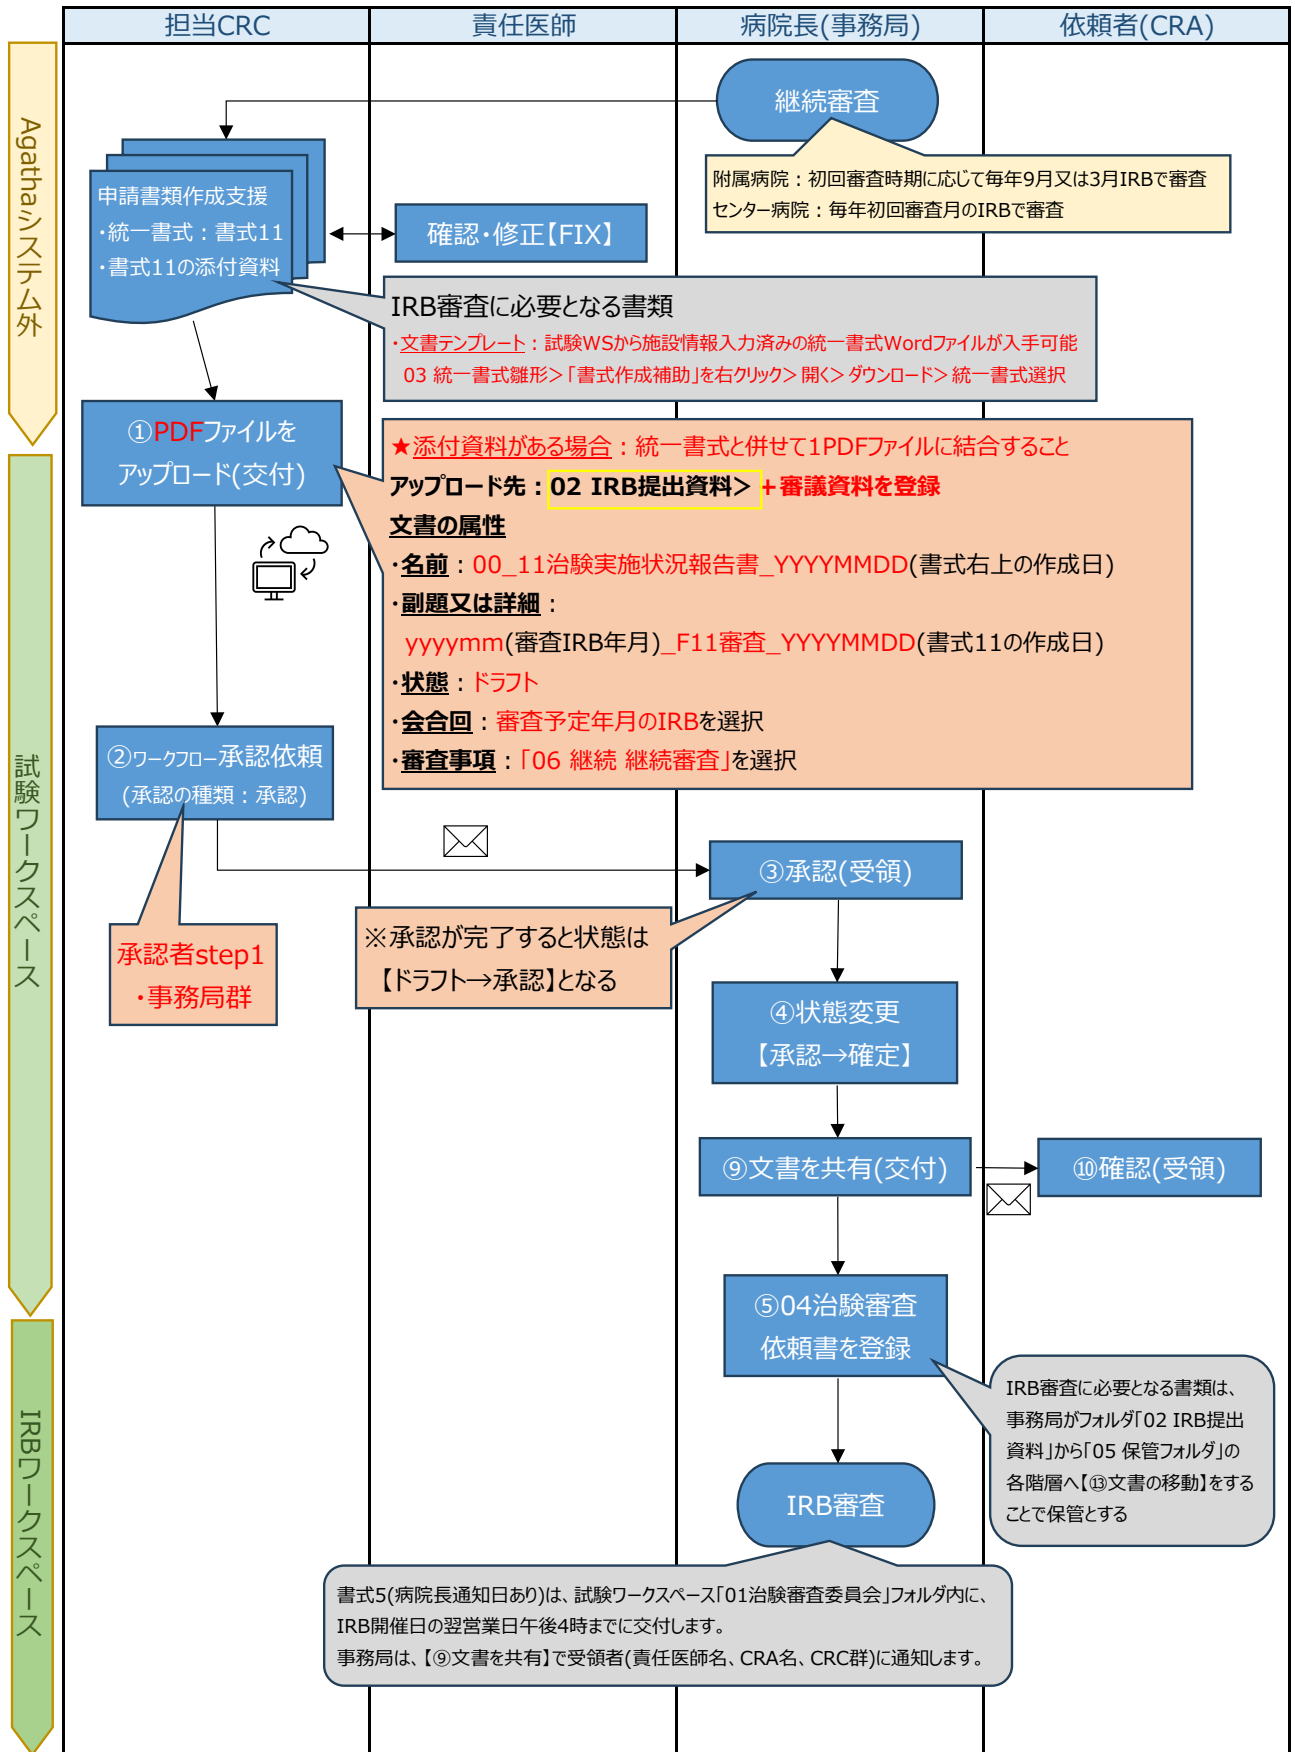 担当CRC
責任医師
病院長(事務局)
依頼者(CRA)
Agathaシステム外
継続審査
附属病院：初回審査時期に応じて毎年9月又は3月IRBで審査
センター病院：毎年初回審査月のIRBで審査
申請書類作成支援
・統一書式：書式11
・書式11の添付資料
確認・修正【FIX】
IRB審査に必要となる書類
・文書テンプレート：試験WSから施設情報入力済みの統一書式Wordファイルが入手可能
03 統一書式雛形＞「書式作成補助」を右クリック＞開く＞ダウンロード＞統一書式選択
①PDFファイルを
アップロード(交付)
★添付資料がある場合：統一書式と併せて1PDFファイルに結合すること
アップロード先：02 IRB提出資料＞＋審議資料を登録
文書の属性
・名前：00_11治験実施状況報告書_YYYYMMDD(書式右上の作成日)
・副題又は詳細：
yyyymm(審査IRB年月)_F11審査_YYYYMMDD(書式11の作成日)
・状態：ドラフト
・会合回：審査予定年月のIRBを選択
・審査事項：「06 継続 継続審査」を選択
試験ワークスペース
②ワークフロー承認依頼
(承認の種類：承認)
③承認(受領)
承認者step1
・事務局群
※承認が完了すると状態は
【ドラフト→承認】となる
④状態変更
【承認→確定】
⑨文書を共有(交付)
⑩確認(受領)
⑤04治験審査
依頼書を登録
IRBワークスペース
IRB審査に必要となる書類は、
事務局がフォルダ「02 IRB提出
資料」から「05 保管フォルダ」の
各階層へ【⑬文書の移動】をする
ことで保管とする
IRB審査
書式5(病院長通知日あり)は、試験ワークスペース「01治験審査委員会」フォルダ内に、
IRB開催日の翌営業日午後4時までに交付します。
事務局は、【⑨文書を共有】で受領者(責任医師名、CRA名、CRC群)に通知します。